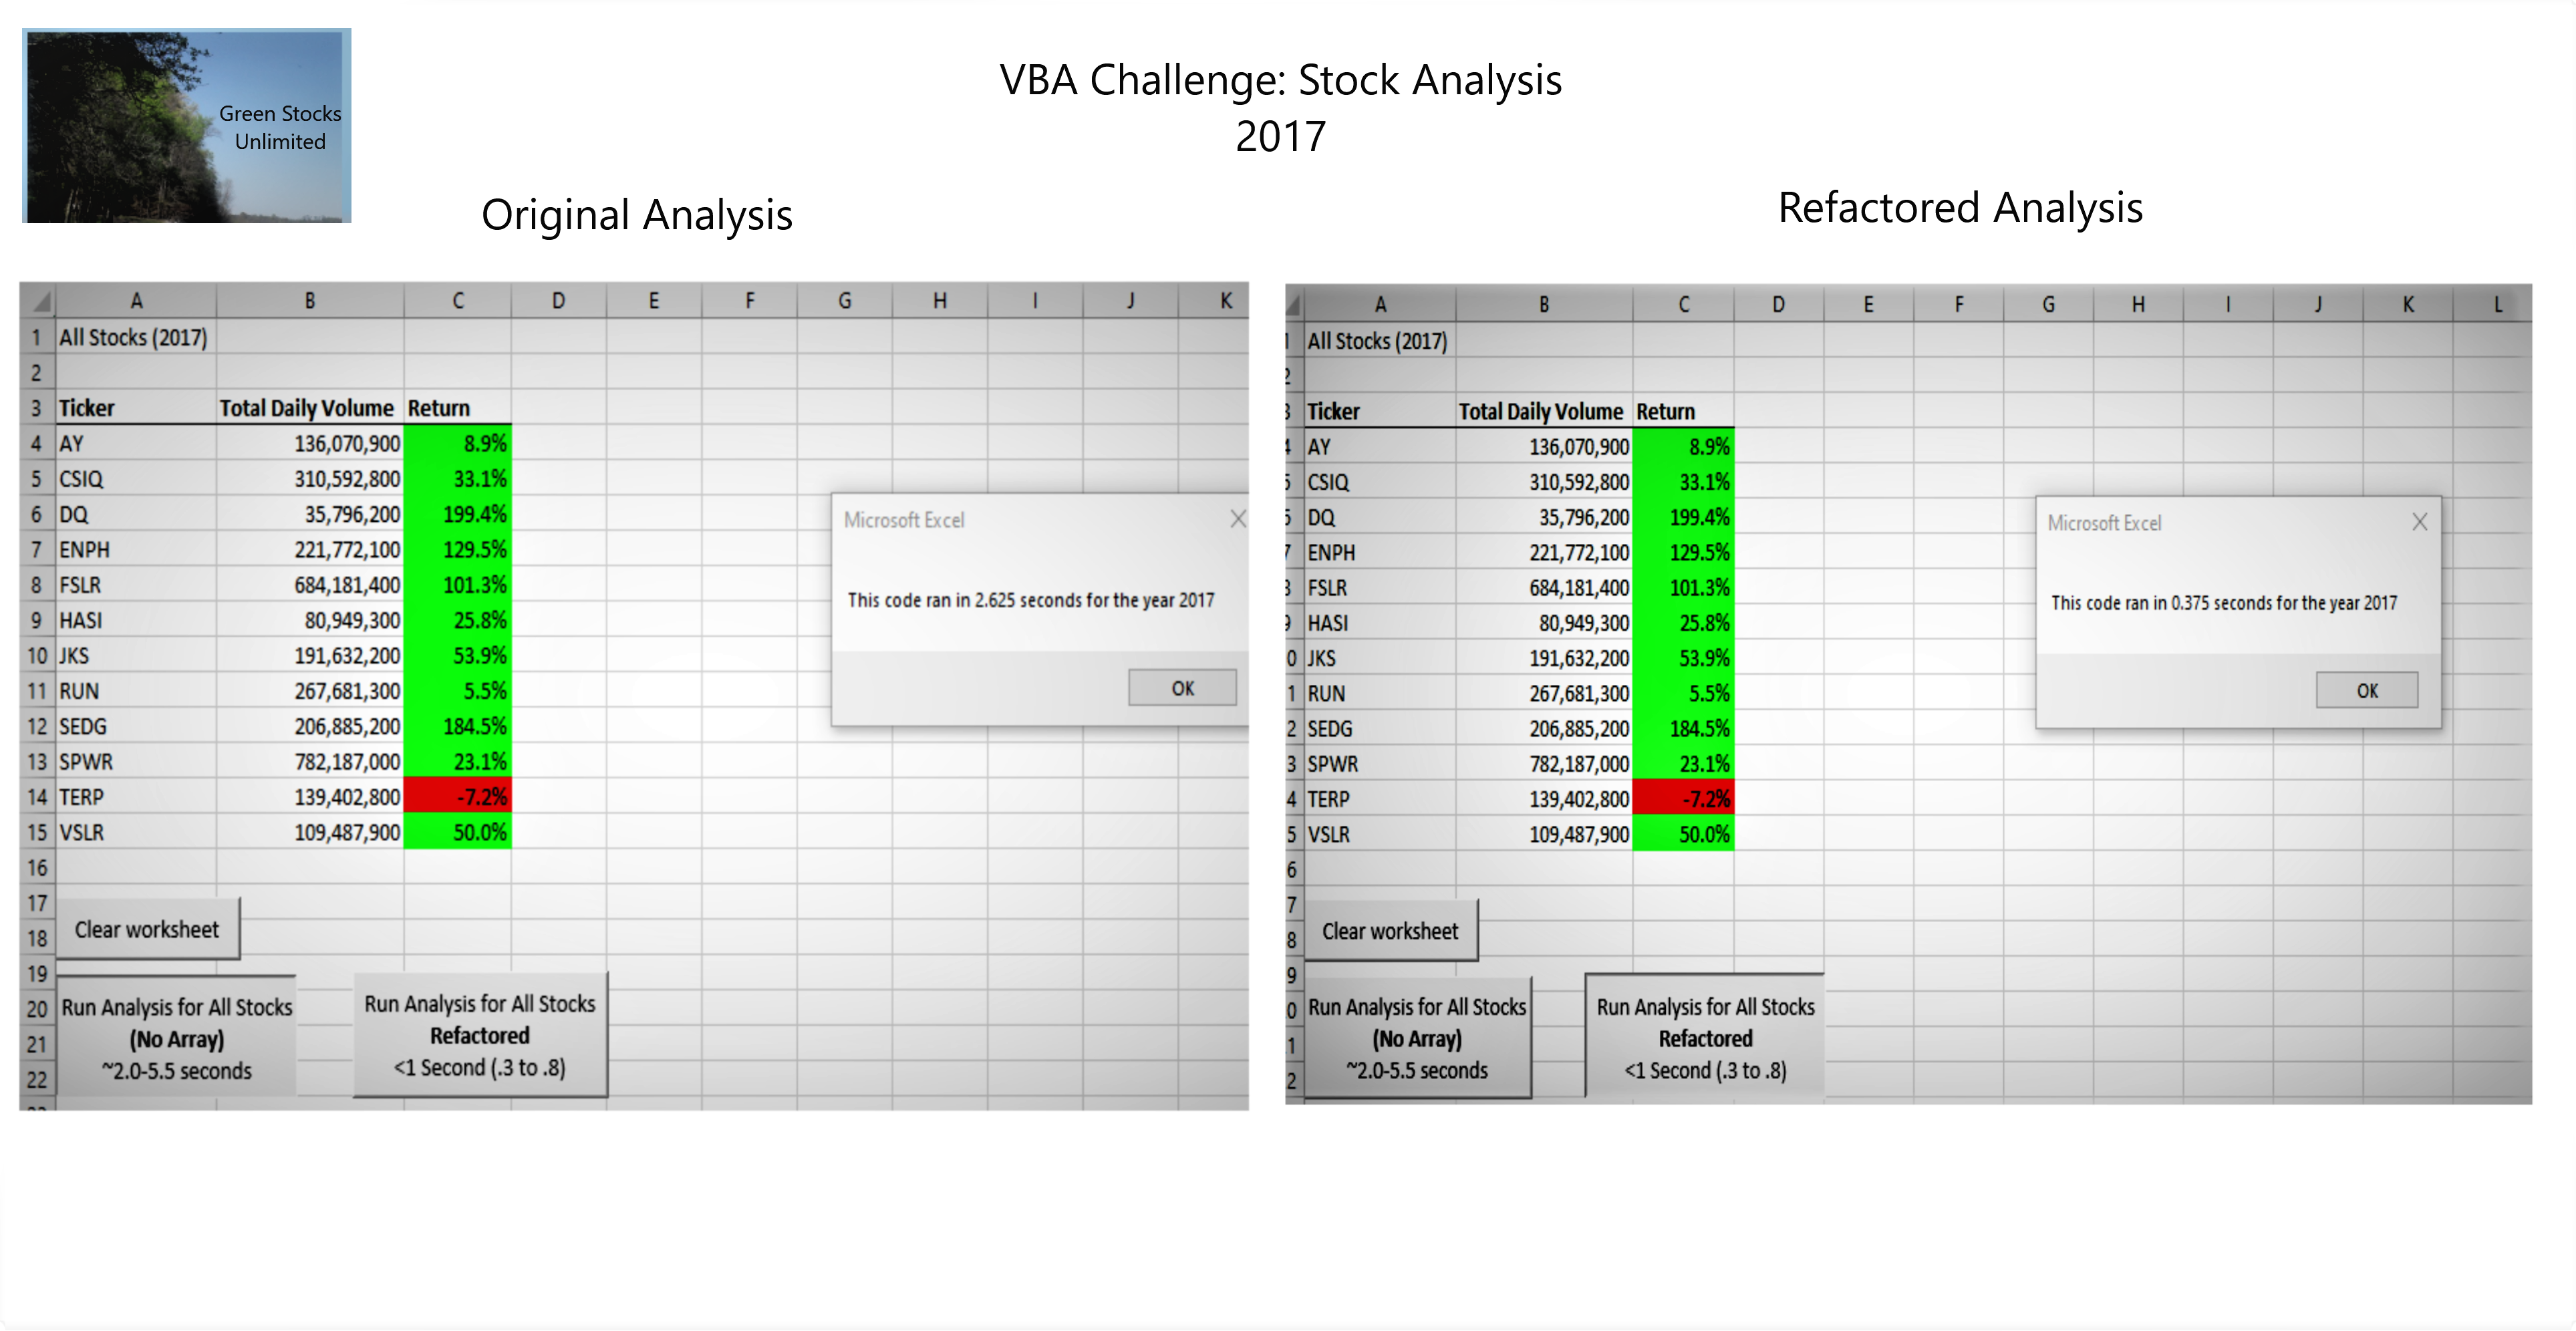 Green Stocks
Unlimited
VBA Challenge: Stock Analysis
2017
Original Analysis
Refactored Analysis
A B C D E F G H I J K
1 All Stocks (2017)
2
3 Ticker Total Daily Volume Return
4 AY 136,070,900 8.9%
5 CSIQ 310,592,800 33.1%
6 DQ 35,796,200 199.4%
7 ENPH 221,772,100 129.5%
8 FSLR 684,181,400 101.3%
9 HASI 80,949,300 25.8%
10 JKS 191,632,200 53.9%
11 RUN 267,681,300 5.5%
12 SEDG 206,885,200 184.5%
13 SPWR 782,187,000 23.1%
14 TERP 139,402,800 -7.2%
15 VSLR 109,487,900 50.0%
16
17
18
19
20
21
22
Clear worksheet
Run Analysis for All Stocks
(No Array)
~2.0-5.5 seconds
Run Analysis for All Stocks
Refactored
<1 Second (.3 to .8)
Microsoft Excel
This code ran in 2.625 seconds for the year 2017
OK
A B C D E F G H I J K L
All Stocks (2017)
Ticker Total Daily Volume Return
AY 136,070,900 8.9%
CSIQ 310,592,800 33.1%
DQ 35,796,200 199.4%
ENPH 221,772,100 129.5%
FSLR 684,181,400 101.3%
HASI 80,949,300 25.8%
0 JKS 191,632,200 53.9%
1 RUN 267,681,300 5.5%
2 SEDG 206,885,200 184.5%
3 SPWR 782,187,000 23.1%
4 TERP 139,402,800 -7.2%
5 VSLR 109,487,900 50.0%
6
7
8
9
0
1
2
Clear worksheet
Run Analysis for All Stocks
(No Array)
~2.0-5.5 seconds
Run Analysis for All Stocks
Refactored
<1 Second (.3 to .8)
Microsoft Excel
This code ran in 0.375 seconds for the year 2017
OK